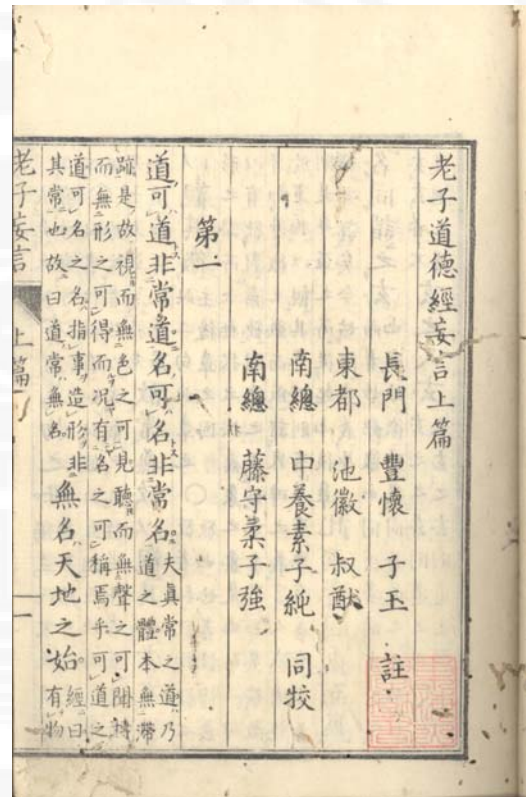 老子道德經妄言上篇
長門 豐懷 子玉 註
東都 池徽 叔猷
南總 中養素子純 同挍
南總 藤守柔子強
第一
道可道非常道名可名非常名 夫眞常之道乃
道之體本無滯
跡是故視而無色之可見聽而無聲之可聞摶
而無形之可得而况有名之可稱焉乎可道之
道可名之名指事造形非
其常也故曰道常無名 無名天地之始 經曰
有物
老子妄言 上篇 一